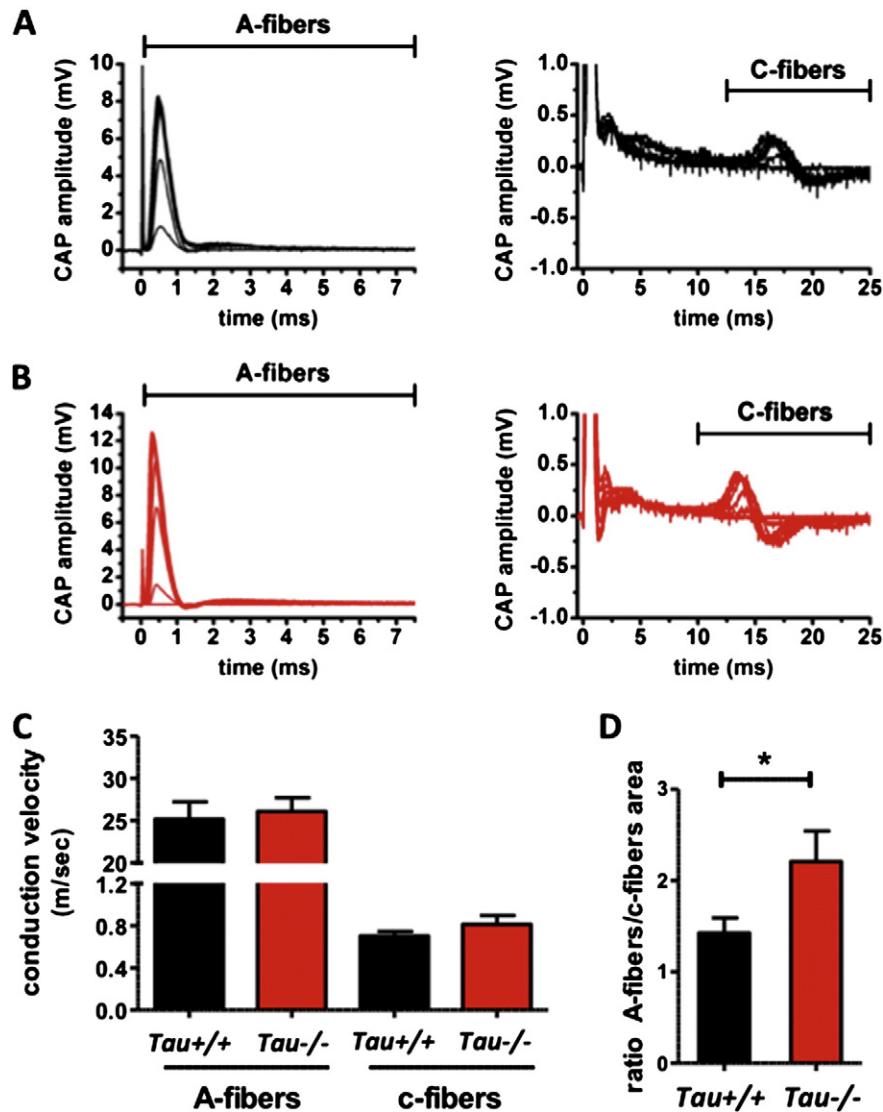 A
A-fibers
CAP amplitude (mV)
10
8
6
4
2
0
0 1 2 3 4 5 6 7
time (ms)
C-fibers
CAP amplitude (mV)
1.0
0.5
0.0
-0.5
-1.0
0 5 10 15 20 25
time (ms)
B
A-fibers
CAP amplitude (mV)
14
12
10
8
6
4
2
0
0 1 2 3 4 5 6 7
time (ms)
C-fibers
CAP amplitude (mV)
1.0
0.5
0.0
-0.5
-1.0
0 5 10 15 20 25
time (ms)
C
conduction velocity
(m/sec)
35
30
25
20
1.2
0.8
0.4
0.0
Tau+/+ Tau-/- Tau+/+ Tau-/-
A-fibers c-fibers
D
ratio A-fibers/c-fibers area
*
3
2
1
0
Tau+/+ Tau-/-